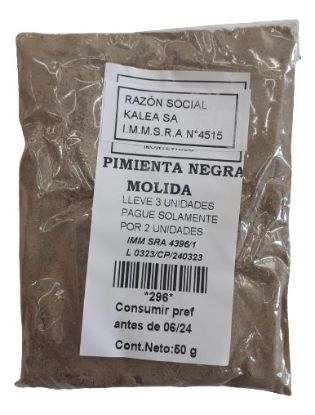 RAZÓN SOCIAL
KALEA SA
I.M.M.S.R.A N°4515
PIMIENTA NEGRA
MOLIDA
LLEVE 3 UNIDADES
PAGUE SOLAMENTE
POR 2 UNIDADES
IMM SRA 4396/1
L 0323/CP/240323
*296*
Consumir pref
antes de 06/24
Cont.Neto:50 g